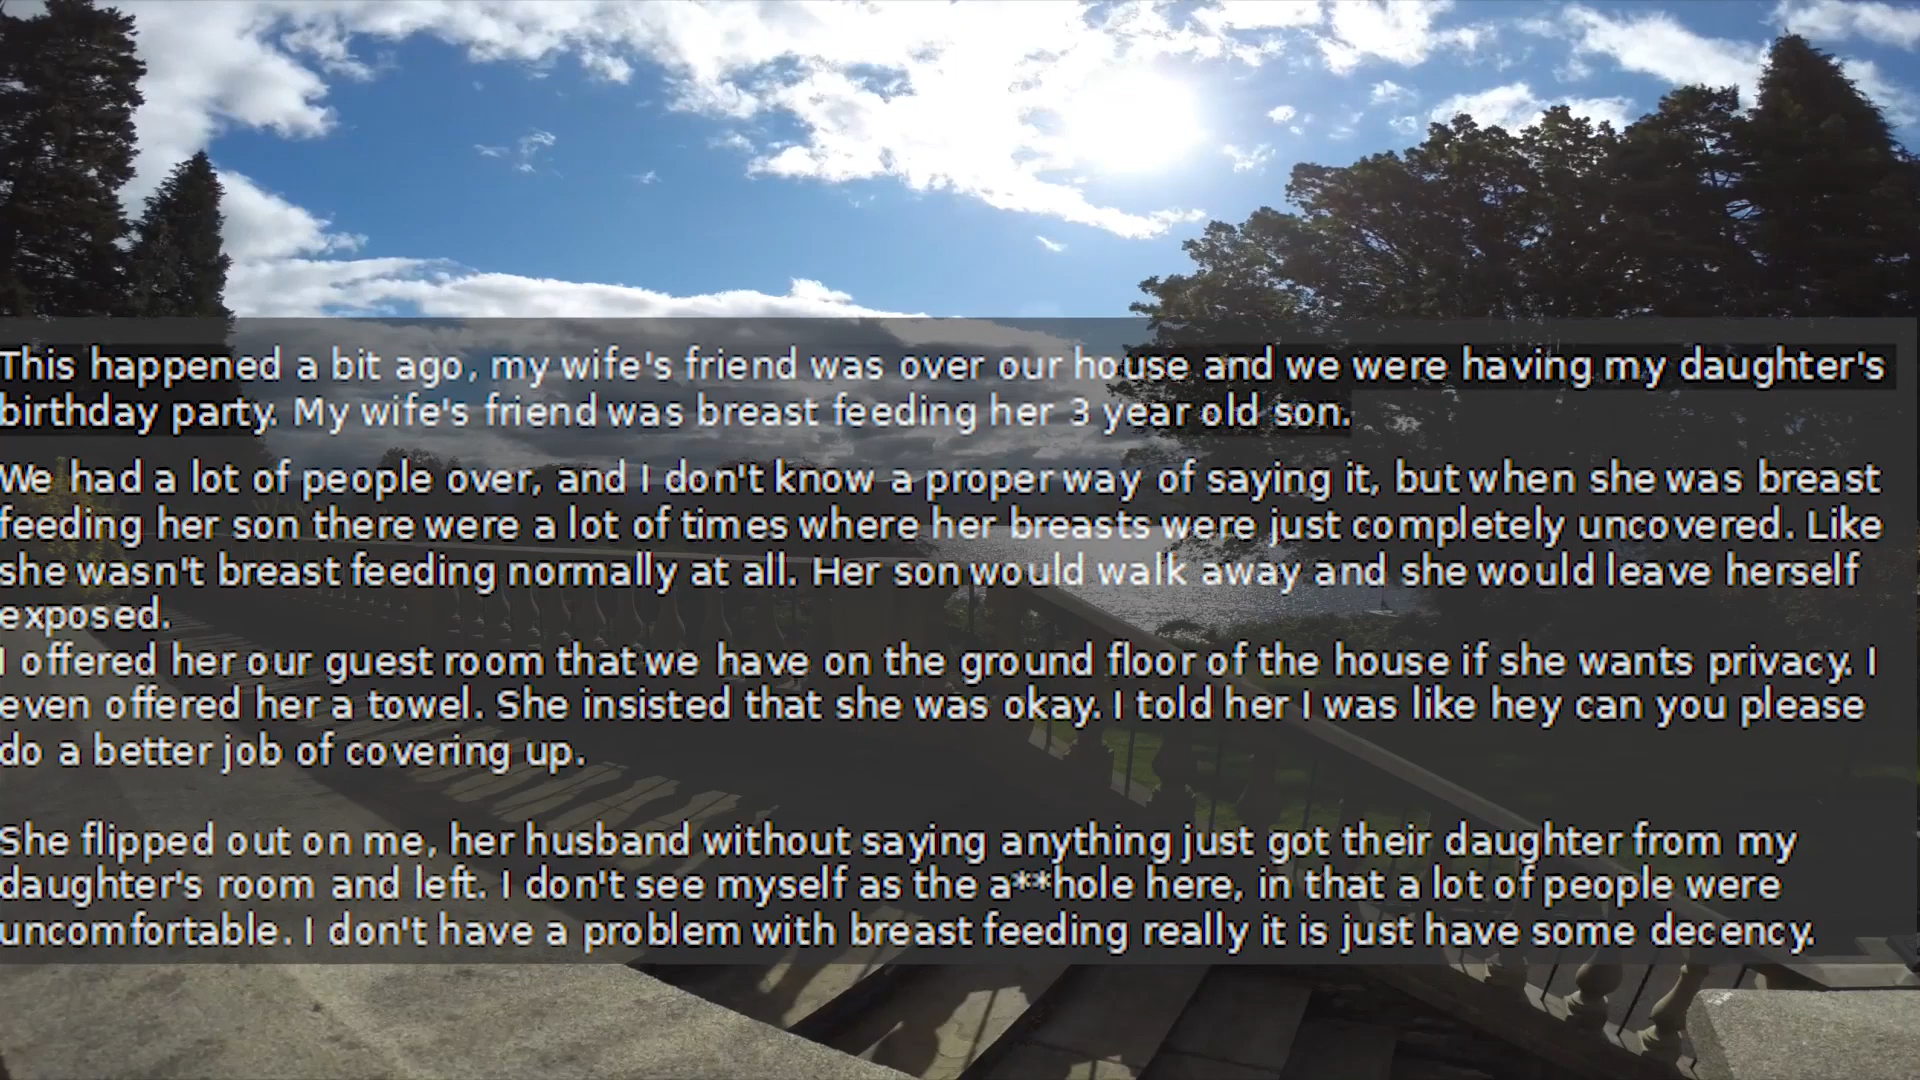 This happened a bit ago, my wife's friend was over our house and we were having my daughter's
birthday party. My wife's friend was breast feeding her 3 year old son.
We had a lot of people over, and I don't know a proper way of saying it, but when she was breast
feeding her son there were a lot of times where her breasts were just completely uncovered. Like
she wasn't breast feeding normally at all. Her son would walk away and she would leave herself
exposed.
I offered her our guest room that we have on the ground floor of the house if she wants privacy. I
even offered her a towel. She insisted that she was okay. I told her I was like hey can you please
do a better job of covering up.
She flipped out on me, her husband without saying anything just got their daughter from my
daughter's room and left. I don't see myself as the a**hole here, in that a lot of people were
uncomfortable. I don't have a problem with breast feeding really it is just have some decency.